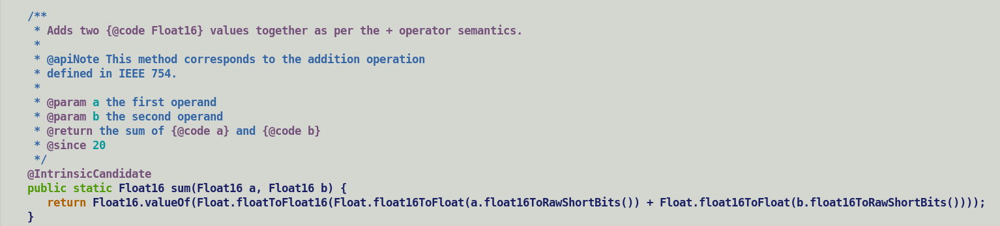 /**
 * Adds two {@code Float16} values together as per the + operator semantics.
 *
 * @apiNote This method corresponds to the addition operation
 * defined in IEEE 754.
 *
 * @param a the first operand
 * @param b the second operand
 * @return the sum of {@code a} and {@code b}
 * @since 20
 */
@IntrinsicCandidate
public static Float16 sum(Float16 a, Float16 b) {
   return Float16.valueOf(Float.floatToFloat16(Float.float16ToFloat(a.float16ToRawShortBits()) + Float.float16ToFloat(b.float16ToRawShortBits())));
}